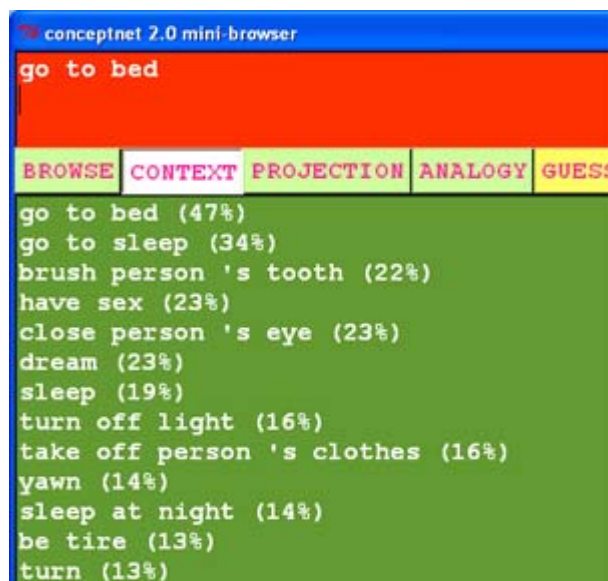 conceptnet 2.0 mini-browser
go to bed
BROWSE CONTEXT PROJECTION ANALOGY GUESS
go to bed (47%)
go to sleep (34%)
brush person 's tooth (22%)
have sex (23%)
close person 's eye (23%)
dream (23%)
sleep (19%)
turn off light (16%)
take off person 's clothes (16%)
yawn (14%)
sleep at night (14%)
be tire (13%)
turn (13%)